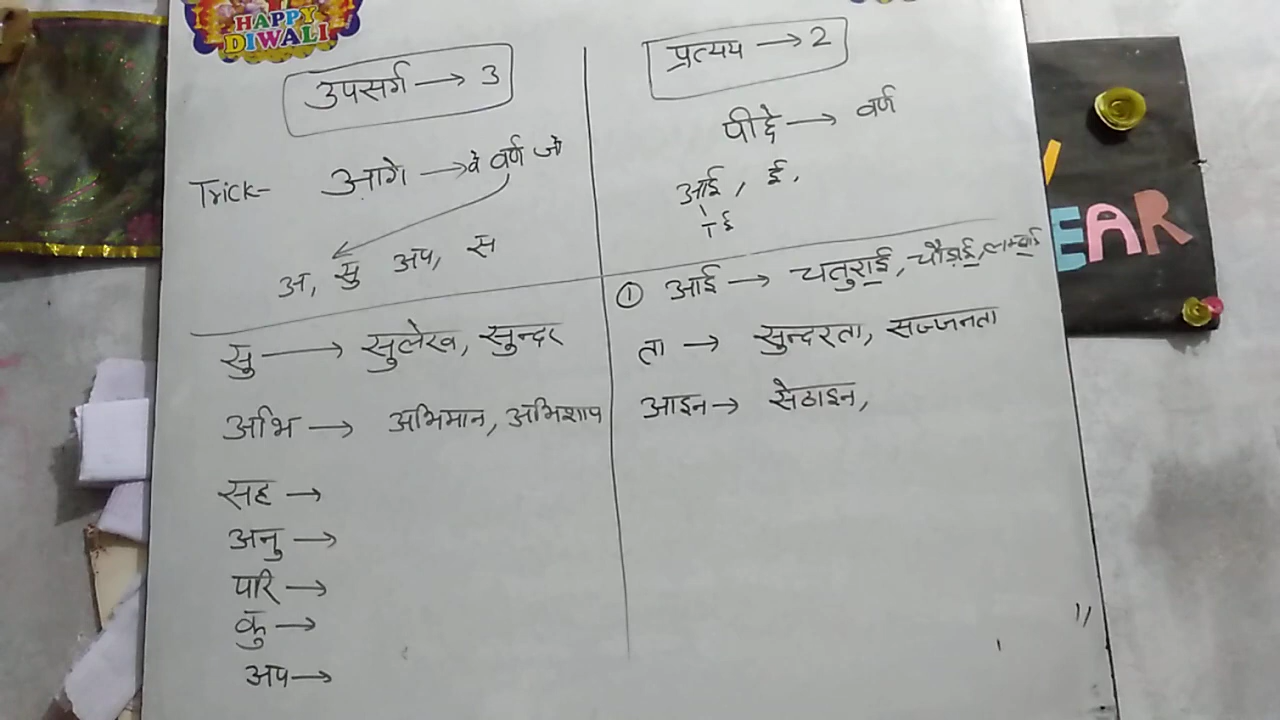 HAPPY
DIWALI
उपसर्ग → 3
Trick- आगे → वे वर्ण जो
अ, सु अप, स
सु → सुलेख, सुन्दर
अभि → अभिमान, अभिशाप
सह →
अनु →
परि →
कु →
अप →
प्रत्यय → 2
पीछे → वर्ण
आई, ई,
ा ई
① आई → चतुराई, चौड़ाई, लम्बाई
ता → सुन्दरता, सज्जनता
आइन → सेठाइन,
EAR